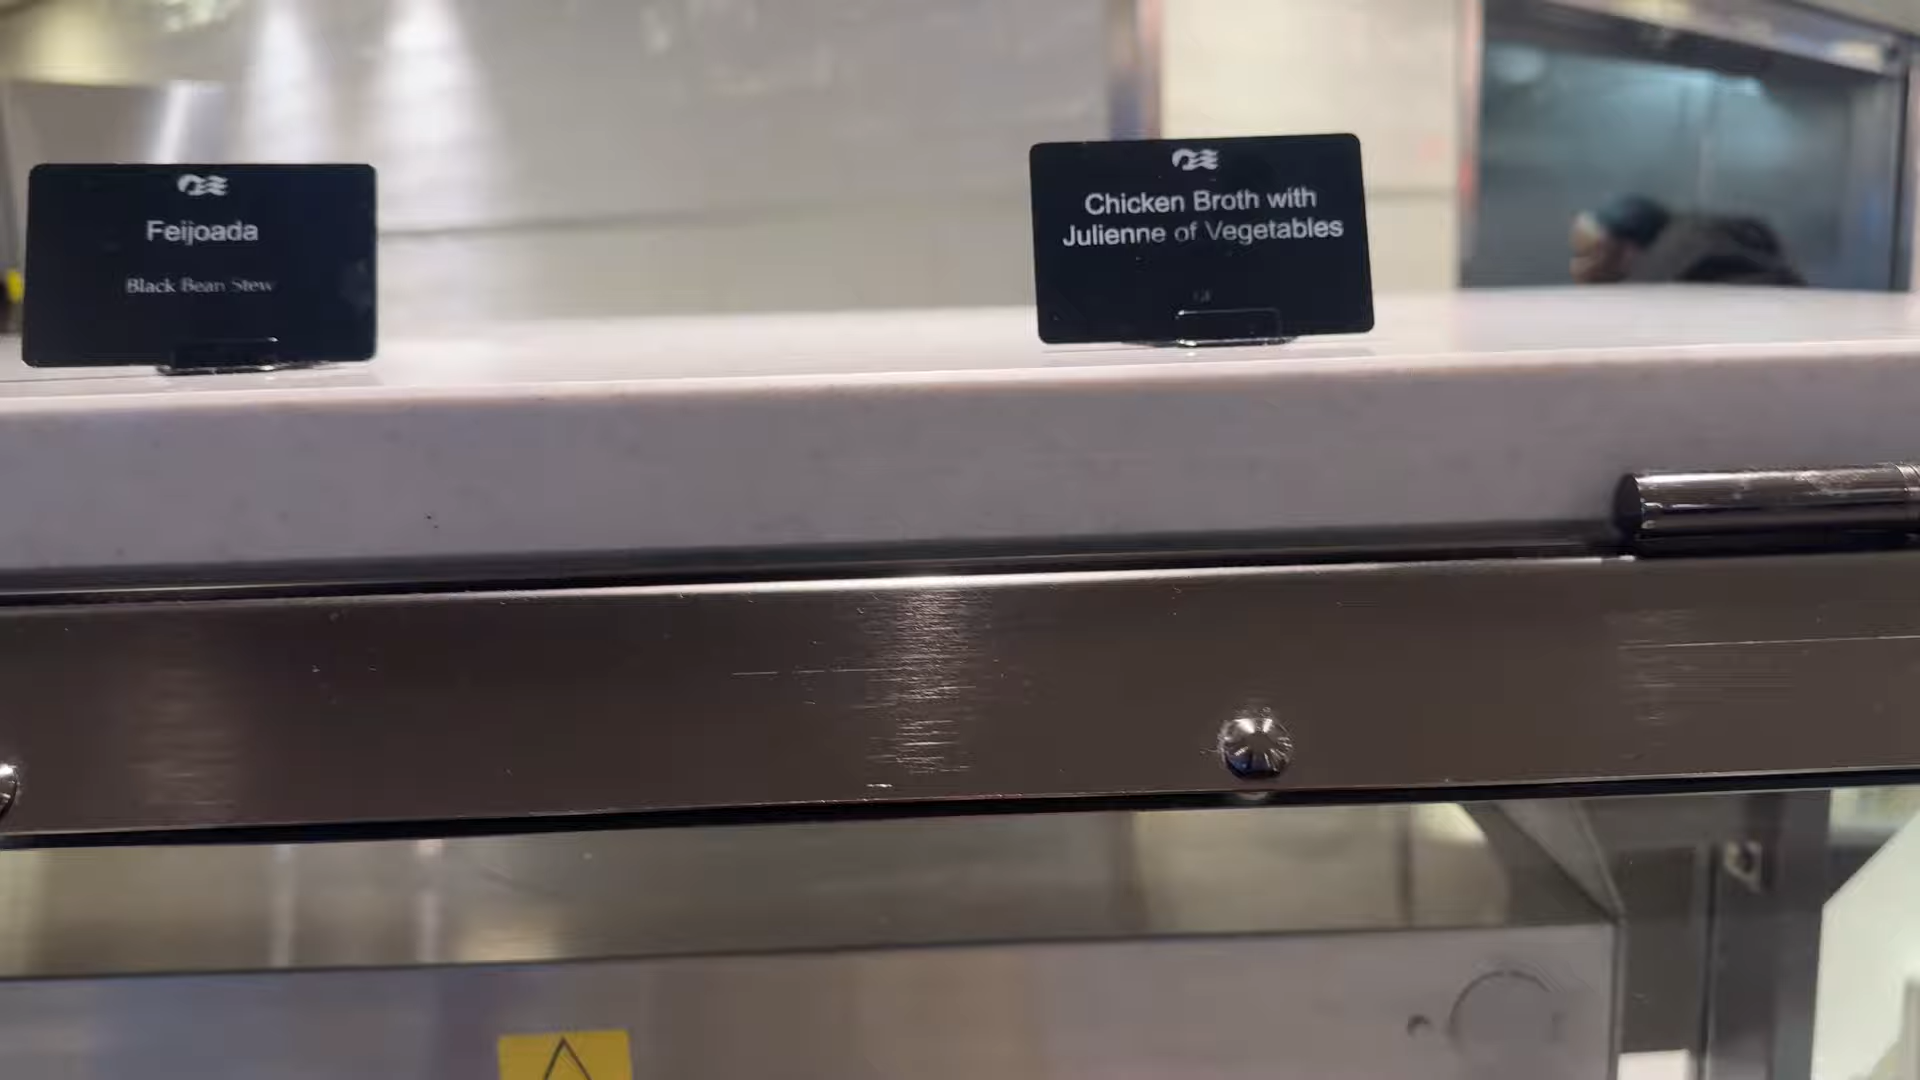 Feijoada
Black Bean Stew
Chicken Broth with
Julienne of Vegetables